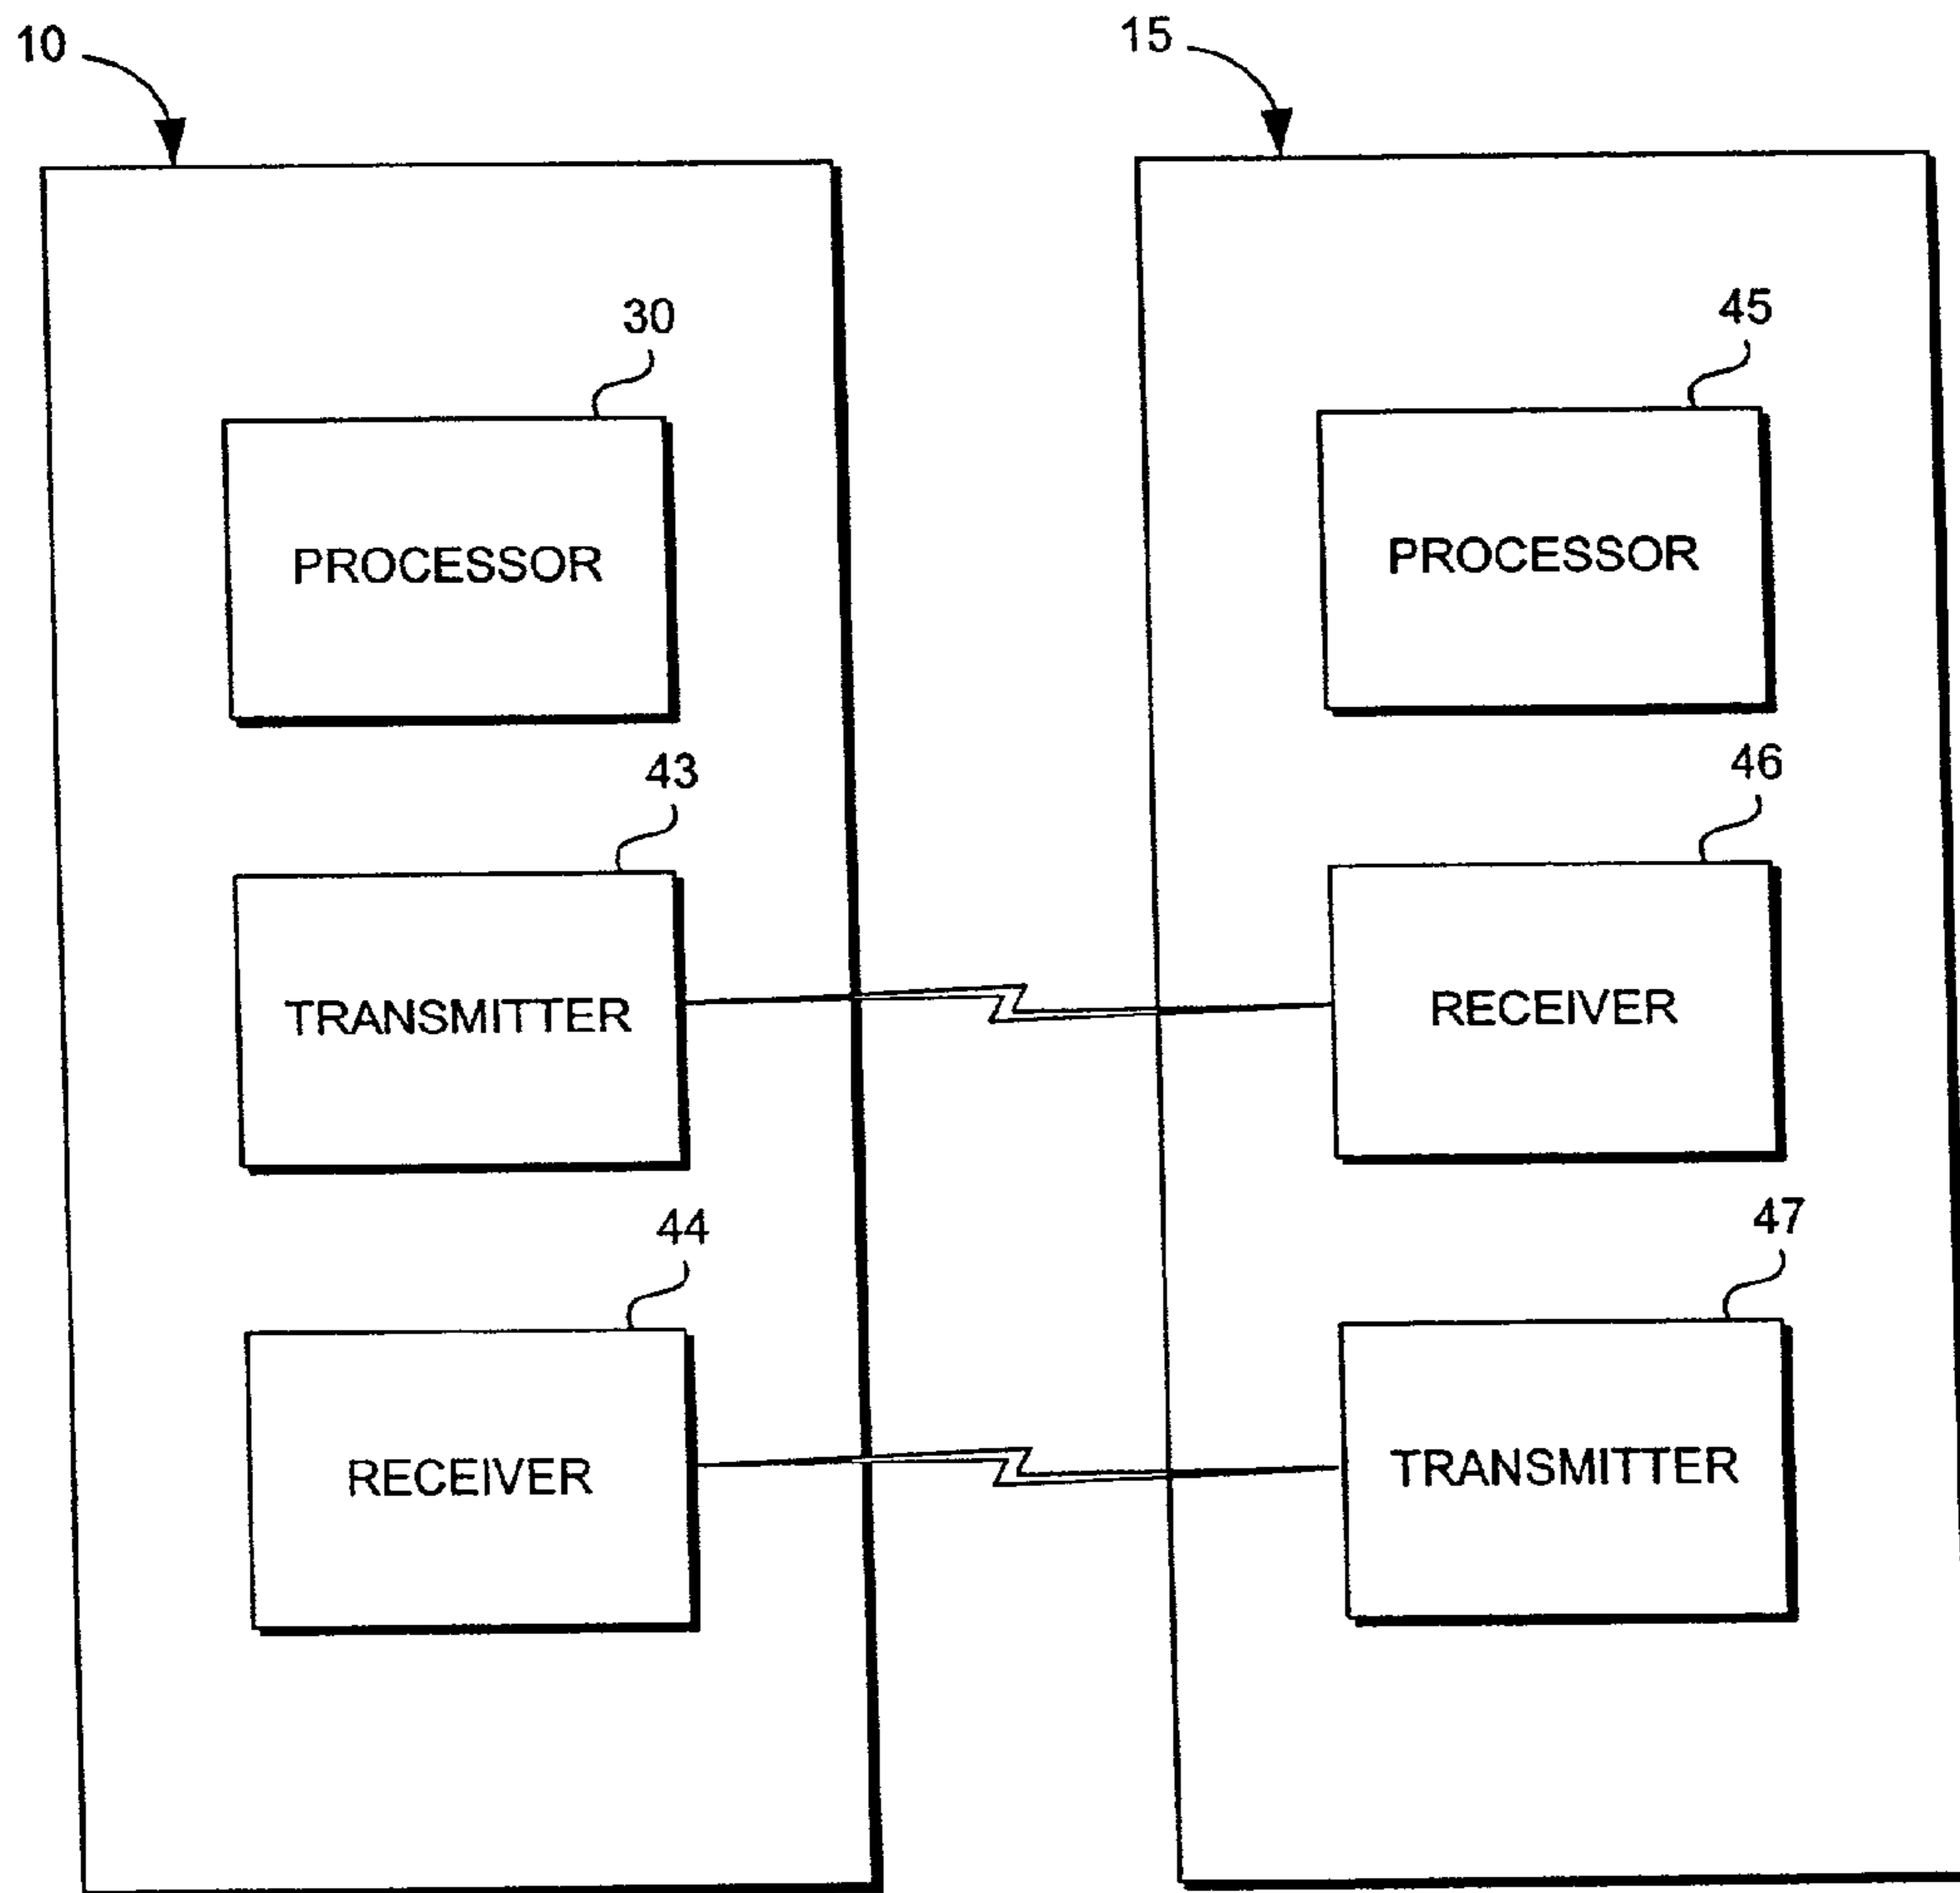 10
15
30
45
PROCESSOR
PROCESSOR
43
46
TRANSMITTER
RECEIVER
44
47
RECEIVER
TRANSMITTER